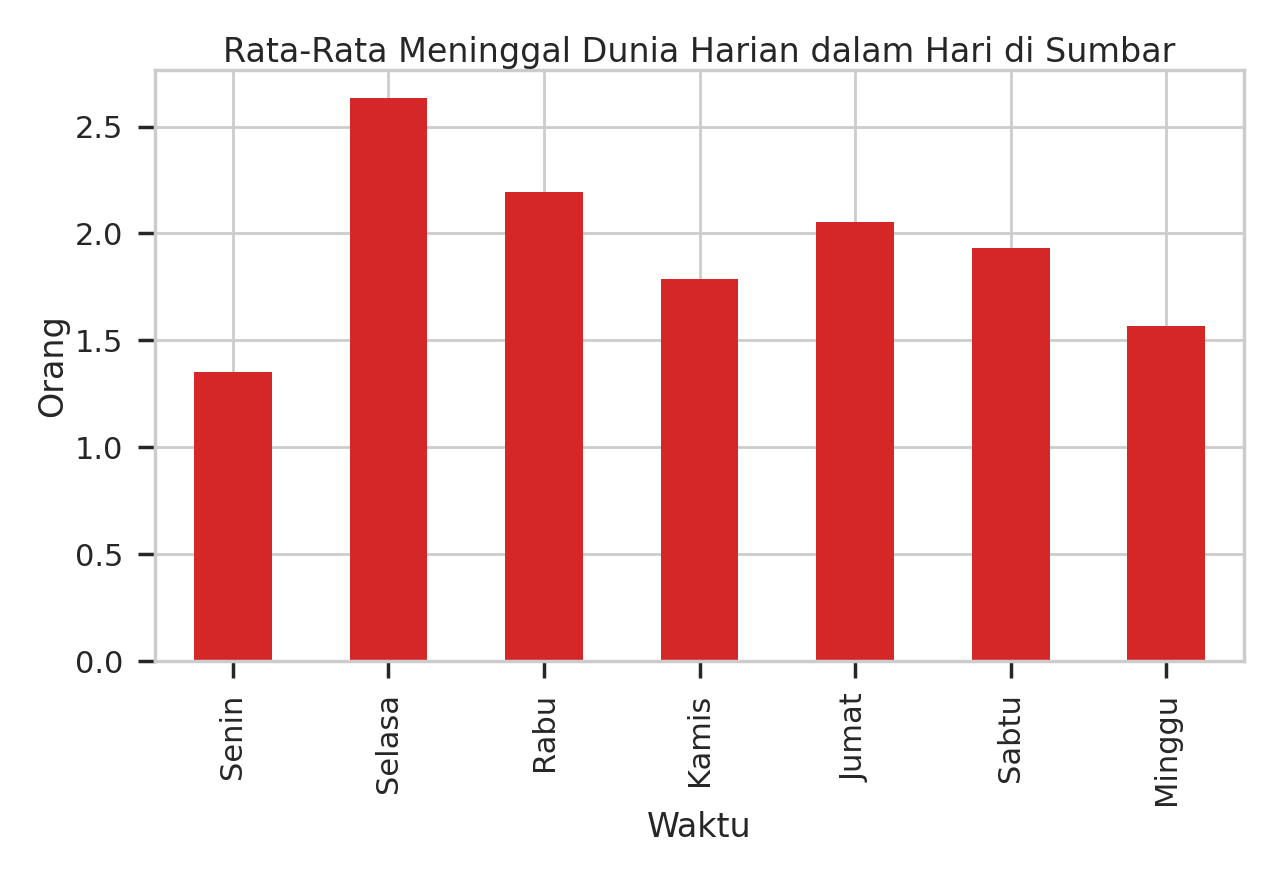 Rata-Rata Meninggal Dunia Harian dalam Hari di Sumbar
Orang
2.5
2.0
1.5
1.0
0.5
0.0
Senin
Selasa
Rabu
Kamis
Jumat
Sabtu
Minggu
Waktu